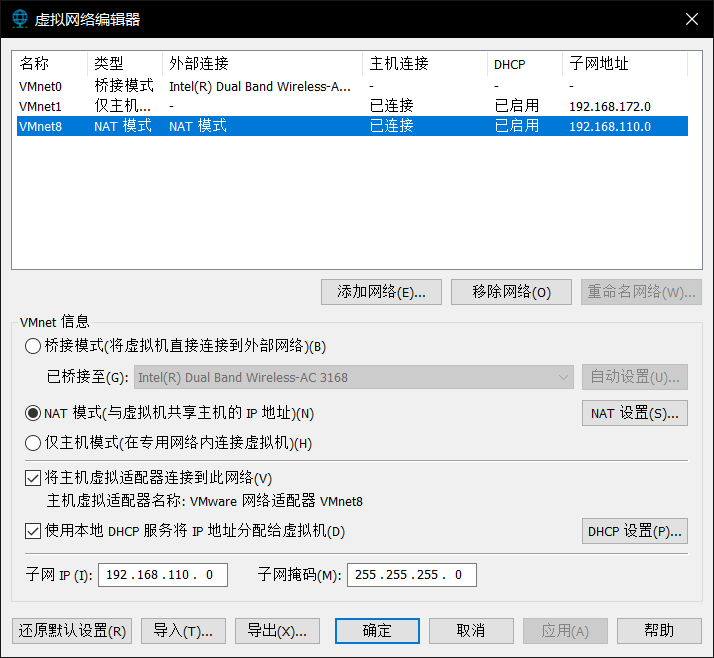 虚拟网络编辑器
名称 类型 外部连接 主机连接 DHCP 子网地址
VMnet0 桥接模式 Intel(R) Dual Band Wireless-A... - - -
VMnet1 仅主机... - 已连接 已启用 192.168.172.0
VMnet8 NAT 模式 NAT 模式 已连接 已启用 192.168.110.0
添加网络(E)... 移除网络(O) 重命名网络(W)...
VMnet 信息
桥接模式(将虚拟机直接连接到外部网络)(B)
已桥接至(G): Intel(R) Dual Band Wireless-AC 3168 自动设置(U)...
NAT 模式(与虚拟机共享主机的 IP 地址)(N) NAT 设置(S)...
仅主机模式(在专用网络内连接虚拟机)(H)
将主机虚拟适配器连接到此网络(V)
主机虚拟适配器名称: VMware 网络适配器 VMnet8
使用本地 DHCP 服务将 IP 地址分配给虚拟机(D) DHCP 设置(P)...
子网 IP (I): 192 . 168 . 110 . 0 子网掩码(M): 255 . 255 . 255 . 0
还原默认设置(R) 导入(T)... 导出(X)... 确定 取消 应用(A) 帮助